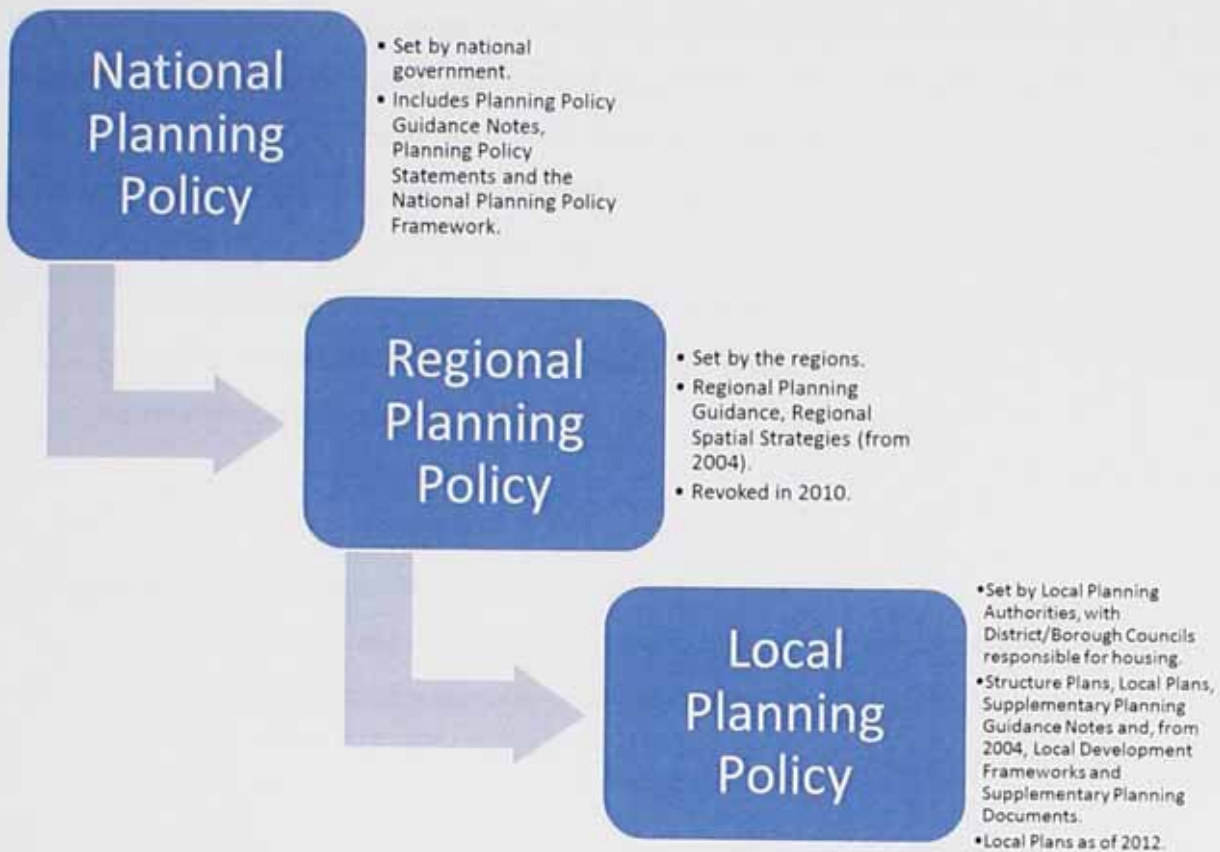 National
Planning
Policy
• Set by national
government.
• Includes Planning Policy
Guidance Notes,
Planning Policy
Statements and the
National Planning Policy
Framework.
Regional
Planning
Policy
• Set by the regions.
• Regional Planning
Guidance, Regional
Spatial Strategies (from
2004).
• Revoked in 2010.
Local
Planning
Policy
•Set by Local Planning
Authorities, with
District/Borough Councils
responsible for housing.
•Structure Plans, Local Plans,
Supplementary Planning
Guidance Notes and, from
2004, Local Development
Frameworks and
Supplementary Planning
Documents.
•Local Plans as of 2012.